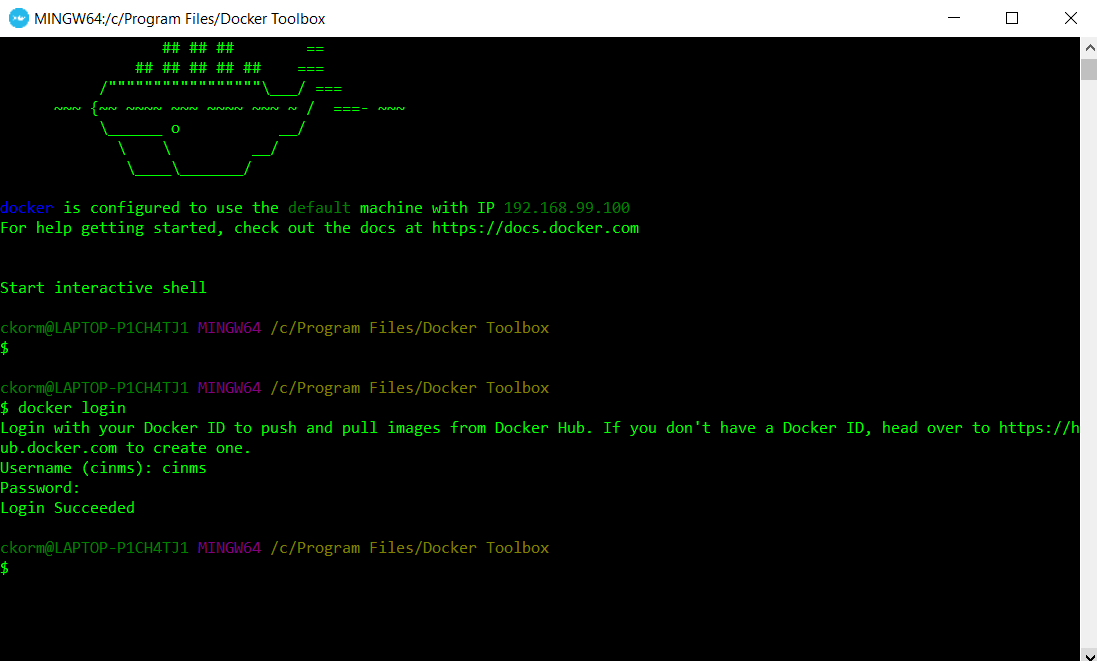 MINGW64:/c/Program Files/Docker Toolbox
## ## ##        ==
## ## ## ## ##    ===
/"""""""""""""""""\___/ ===
~~~ {~~ ~~~~ ~~~ ~~~~ ~~~ ~ /  ===- ~~~
\______ o           __/
\    \         __/
\____\_______/
docker is configured to use the default machine with IP 192.168.99.100
For help getting started, check out the docs at https://docs.docker.com
Start interactive shell
ckorm@LAPTOP-P1CH4TJ1 MINGW64 /c/Program Files/Docker Toolbox
$
ckorm@LAPTOP-P1CH4TJ1 MINGW64 /c/Program Files/Docker Toolbox
$ docker login
Login with your Docker ID to push and pull images from Docker Hub. If you don't have a Docker ID, head over to https://h
ub.docker.com to create one.
Username (cinms): cinms
Password:
Login Succeeded
ckorm@LAPTOP-P1CH4TJ1 MINGW64 /c/Program Files/Docker Toolbox
$